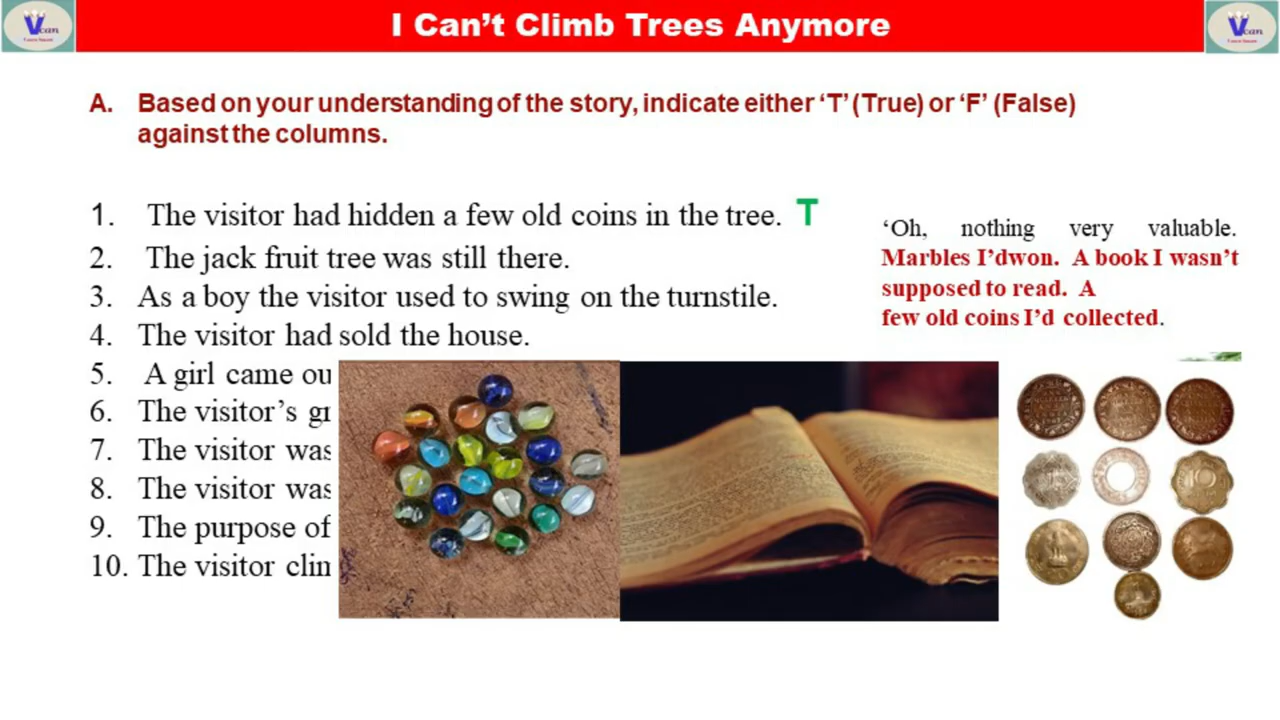 Vcan
I Can’t Climb Trees Anymore
Vcan
A. Based on your understanding of the story, indicate either ‘T’ (True) or ‘F’ (False)
against the columns.
1. The visitor had hidden a few old coins in the tree. T
2. The jack fruit tree was still there.
3. As a boy the visitor used to swing on the turnstile.
4. The visitor had sold the house.
5. A girl came ou
6. The visitor’s gr
7. The visitor was
8. The visitor was
9. The purpose of
10. The visitor clin
‘Oh, nothing very valuable.
Marbles I’dwon. A book I wasn’t
supposed to read. A
few old coins I’d collected.